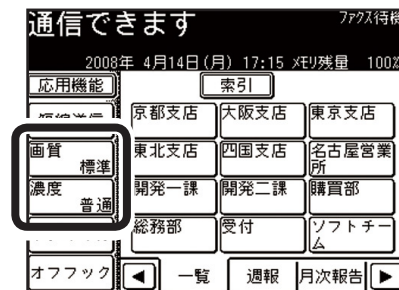 通信できます
ファクス待機
2008年 4月14日(月) 17:15 メモリ残量 100%
応用機能
索引
京都支店 大阪支店 東京支店
画質
標準
東北支店 四国支店 名古屋営業所
濃度
普通
開発一課 開発二課 購買部
総務部 受付 ソフトチーム
オフフック
◀ 一覧 週報 月次報告 ▶